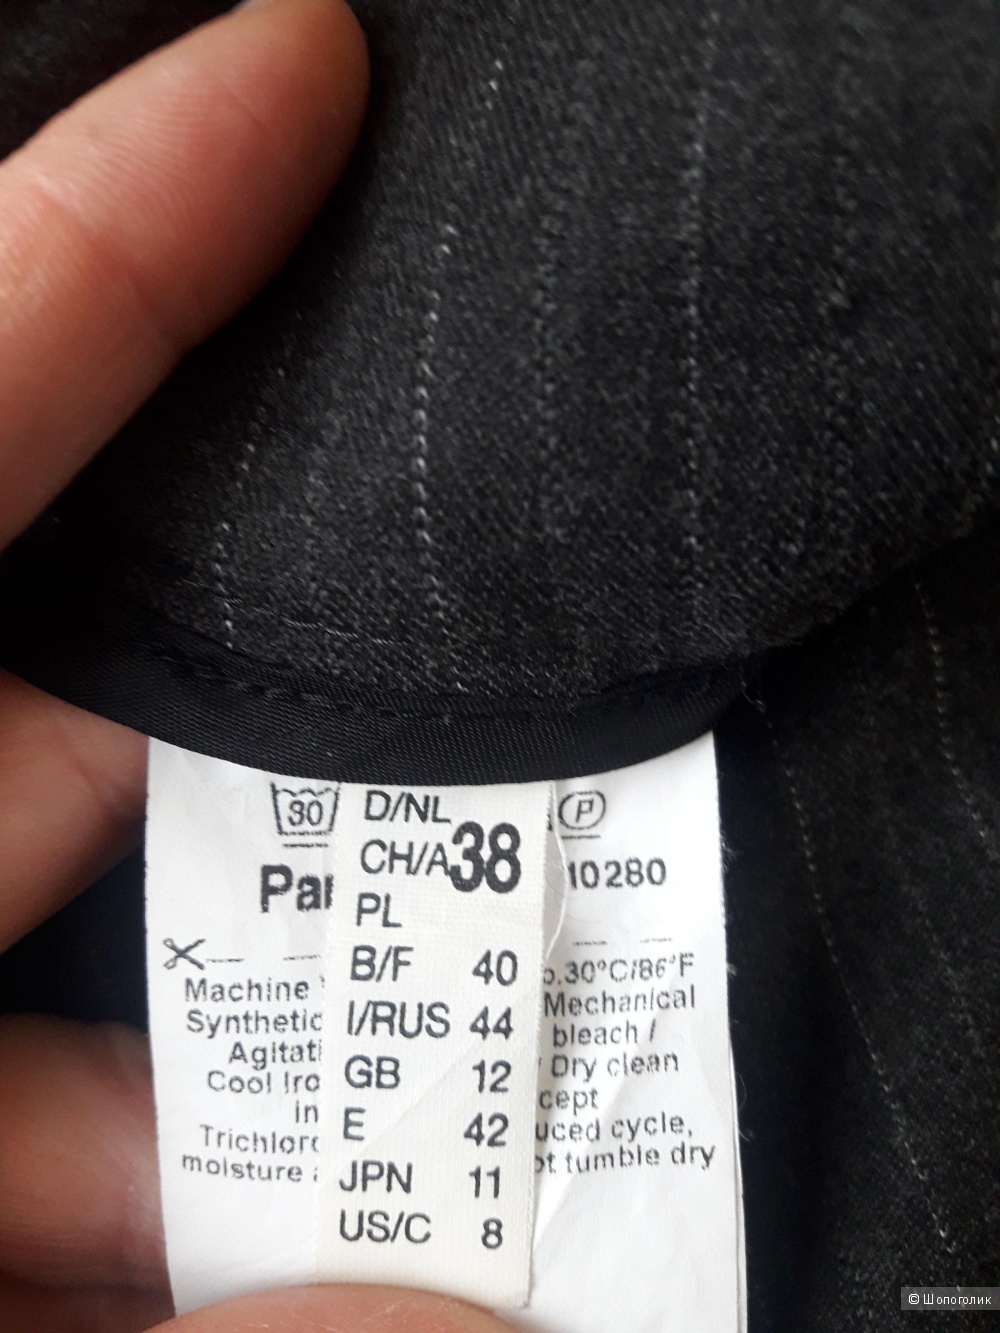 30
Par
Machine
Synthetic
Agitati
Cool Iro
in
Trichloro
moisture
D/NL
CH/A 38
PL
B/F 40
I/RUS 44
GB 12
E 42
JPN 11
US/C 8
P
10280
p.30°C/86°F
Mechanical
bleach /
Dry clean
cept
uced cycle,
ot tumble dry
© Шопоголик